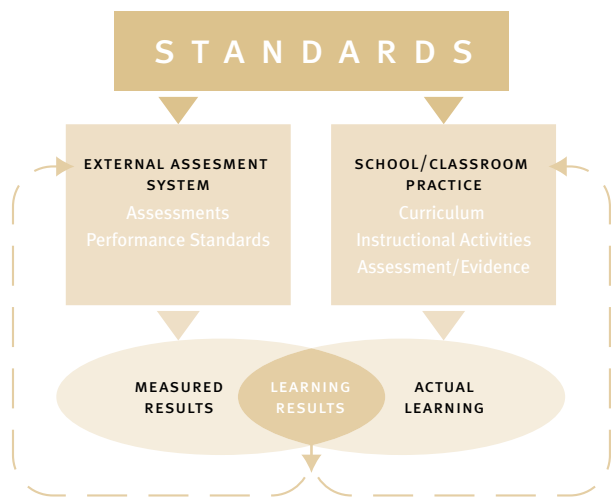 STANDARDS
EXTERNAL ASSESMENT
SYSTEM
Assessments
Performance Standards
SCHOOL/CLASSROOM
PRACTICE
Curriculum
Instructional Activities
Assessment/Evidence
MEASURED
RESULTS
LEARNING
RESULTS
ACTUAL
LEARNING